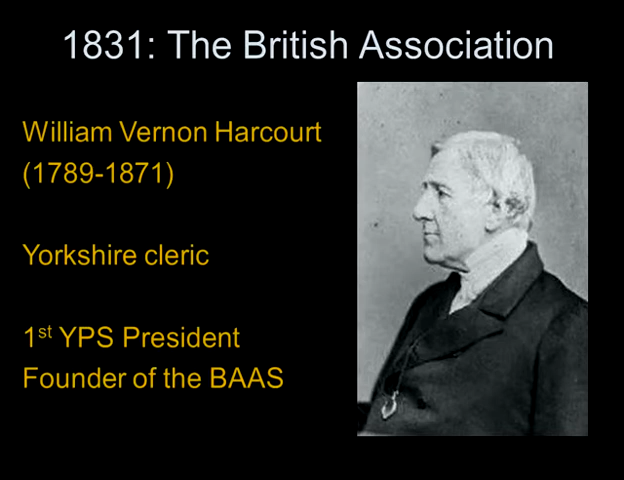 1831: The British Association
William Vernon Harcourt
(1789-1871)
Yorkshire cleric
1st YPS President
Founder of the BAAS